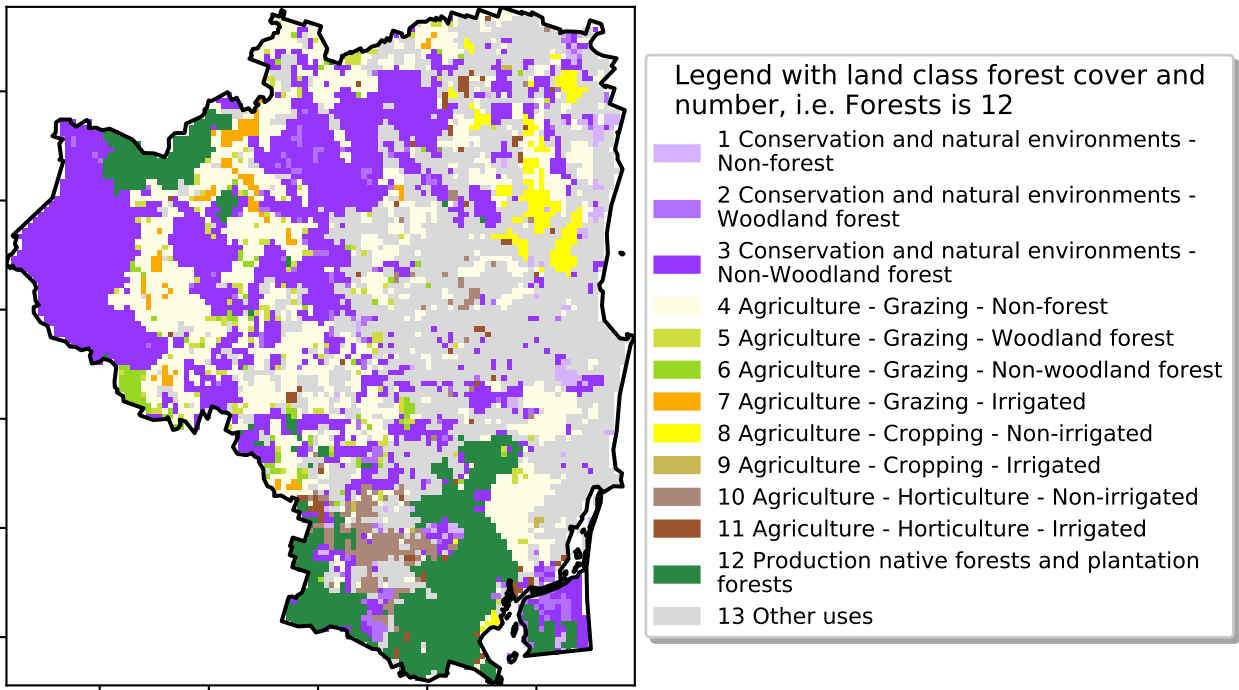 Legend with land class forest cover and
number, i.e. Forests is 12
1 Conservation and natural environments -
Non-forest
2 Conservation and natural environments -
Woodland forest
3 Conservation and natural environments -
Non-Woodland forest
4 Agriculture - Grazing - Non-forest
5 Agriculture - Grazing - Woodland forest
6 Agriculture - Grazing - Non-woodland forest
7 Agriculture - Grazing - Irrigated
8 Agriculture - Cropping - Non-irrigated
9 Agriculture - Cropping - Irrigated
10 Agriculture - Horticulture - Non-irrigated
11 Agriculture - Horticulture - Irrigated
12 Production native forests and plantation
forests
13 Other uses